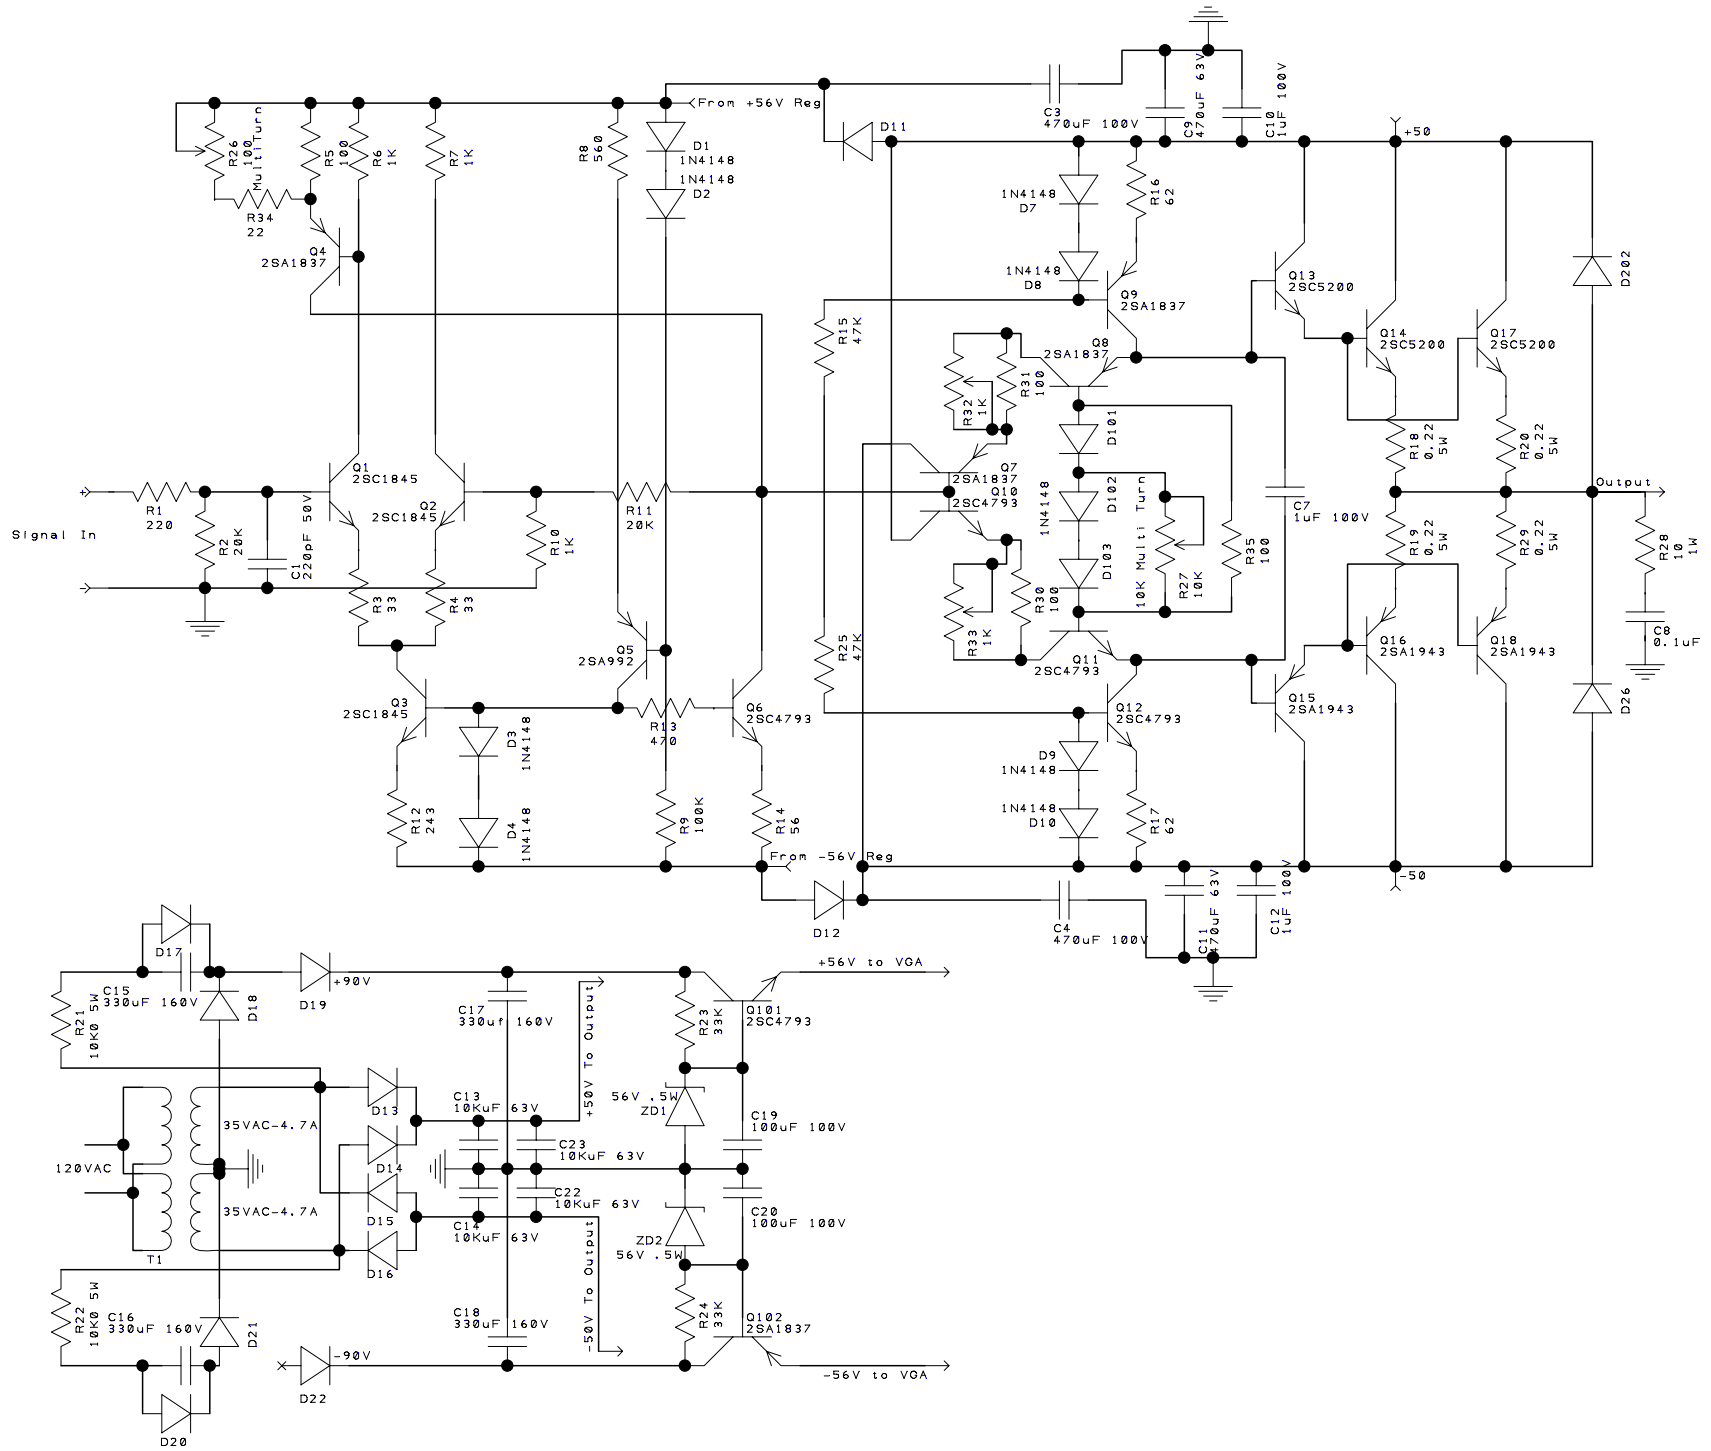 From +56V Reg
C3
470uF 100V
C9
470uF 63V
C10
1uF 100V
+50
D11
R26
100
MultiTurn
R5
100
R6
1K
R7
1K
R8
560
D1
1N4148
1N4148
D2
R34
22
Q4
2SA1837
1N4148
D7
R16
62
1N4148
D8
Q9
2SA1837
Q13
2SC5200
D202
R15
47K
Q8
2SA1837
Q14
2SC5200
Q17
2SC5200
R32
1K
R31
100
D101
R18
0.22
5W
R20
0.22
5W
Q1
2SC1845
Q2
2SC1845
Q7
2SA1837
Q10
2SC4793
1N4148
D102
10K Multi Turn
Output
+
R1
220
Signal In
-
R2
20K
C1
220pF 50V
R11
20K
R10
1K
C7
1uF 100V
R19
0.22
5W
R29
0.22
5W
R28
10
1W
D103
R27
10K
R35
100
R3
33
R4
33
R33
1K
R30
100
Q5
2SA992
R25
47K
Q11
2SC4793
Q16
2SA1943
Q18
2SA1943
C8
0.1uF
Q3
2SC1845
R13
470
Q6
2SC4793
Q12
2SC4793
Q15
2SA1943
D26
D3
1N4148
D9
1N4148
R12
243
D4
1N4148
R9
100K
R14
56
1N4148
D10
R17
62
From -56V Reg
-50
D12
C4
470uF 100V
C11
470uF 63V
C12
1uF 100V
D17
C15
330uF 160V
R21
10K0 5W
D18
D19
+90V
C17
330uf 160V
+50V To Output
R23
33K
Q101
2SC4793
+56V to VGA
D13
C13
10KuF 63V
56V .5W
ZD1
C19
100uF 100V
35VAC-4.7A
120VAC
D14
C23
10KuF 63V
35VAC-4.7A
D15
C14
10KuF 63V
C22
10KuF 63V
C20
100uF 100V
ZD2
56V .5W
T1
D16
R22
10K0 5W
C16
330uF 160V
D21
-90V
D22
C18
330uF 160V
-50V To Output
R24
33K
Q102
2SA1837
-56V to VGA
D20